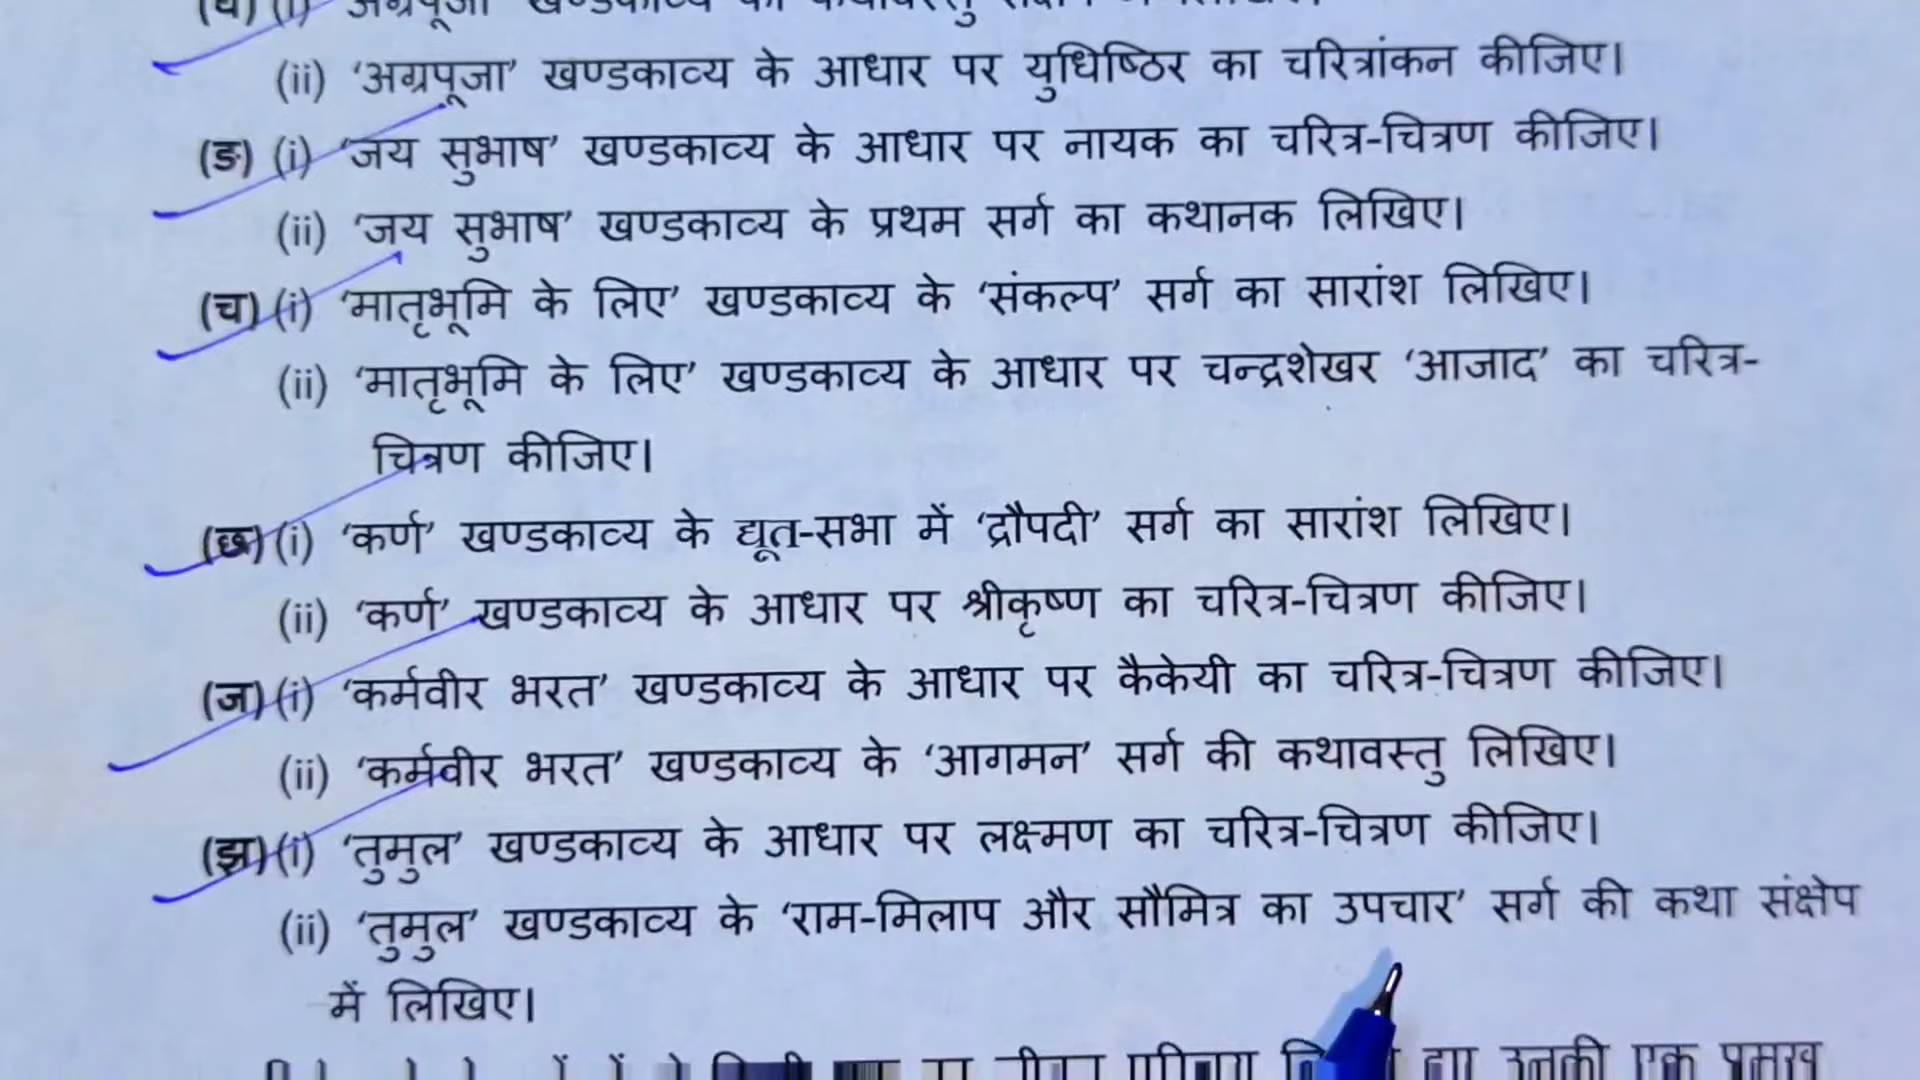 (ii) ‘अग्रपूजा’ खण्डकाव्य के आधार पर युधिष्ठिर का चरित्रांकन कीजिए।
(ङ) (i) ‘जय सुभाष’ खण्डकाव्य के आधार पर नायक का चरित्र-चित्रण कीजिए।
(ii) ‘जय सुभाष’ खण्डकाव्य के प्रथम सर्ग का कथानक लिखिए।
(च) (i) ‘मातृभूमि के लिए’ खण्डकाव्य के ‘संकल्प’ सर्ग का सारांश लिखिए।
(ii) ‘मातृभूमि के लिए’ खण्डकाव्य के आधार पर चन्द्रशेखर ‘आजाद’ का चरित्र-
चित्रण कीजिए।
(छ) (i) ‘कर्ण’ खण्डकाव्य के द्यूत-सभा में ‘द्रौपदी’ सर्ग का सारांश लिखिए।
(ii) ‘कर्ण’ खण्डकाव्य के आधार पर श्रीकृष्ण का चरित्र-चित्रण कीजिए।
(ज) (i) ‘कर्मवीर भरत’ खण्डकाव्य के आधार पर कैकेयी का चरित्र-चित्रण कीजिए।
(ii) ‘कर्मवीर भरत’ खण्डकाव्य के ‘आगमन’ सर्ग की कथावस्तु लिखिए।
(झ) (i) ‘तुमुल’ खण्डकाव्य के आधार पर लक्ष्मण का चरित्र-चित्रण कीजिए।
(ii) ‘तुमुल’ खण्डकाव्य के ‘राम-मिलाप और सौमित्र का उपचार’ सर्ग की कथा संक्षेप
में लिखिए।